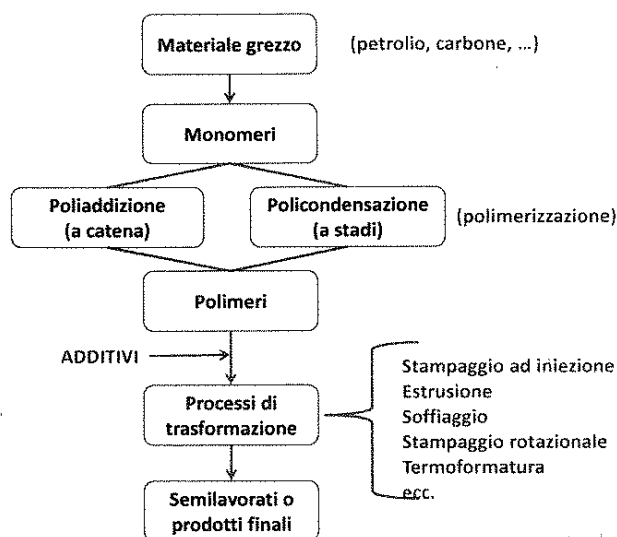 Materiale grezzo
(petrolio, carbone, ...)
Monomeri
Poliaddizione
(a catena)
Policondensazione
(a stadi)
(polimerizzazione)
Polimeri
ADDITIVI
Processi di
trasformazione
Stampaggio ad iniezione
Estrusione
Soffiaggio
Stampaggio rotazionale
Termoformatura
ecc.
Semilavorati o
prodotti finali